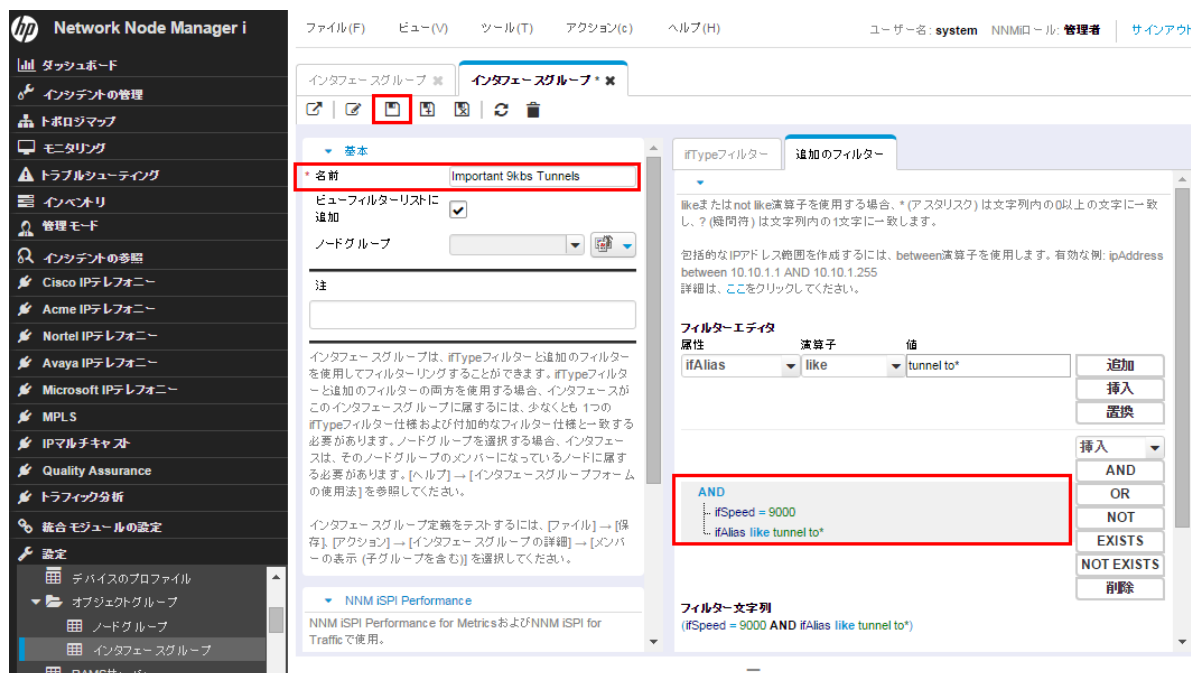 hp Network Node Manager i
ファイル(F) ビュー(V) ツール(T) アクション(c) ヘルプ(H) ユーザー名: system NNMiロール: 管理者 サインアウト
ダッシュボード
インシデントの管理
トポロジマップ
モニタリング
トラブルシューティング
インベントリ
管理モード
インシデントの参照
Cisco IPテレフォニー
Acme IPテレフォニー
Nortel IPテレフォニー
Avaya IPテレフォニー
Microsoft IPテレフォニー
MPLS
IPマルチキャスト
Quality Assurance
トラフィック分析
統合モジュールの設定
設定
デバイスのプロファイル
オブジェクトグループ
ノードグループ
インタフェースグループ
RAMSサーバー
インタフェースグループ
インタフェースグループ *
基本
* 名前 Important 9kbs Tunnels
ビューフィルターリストに
追加
ノードグループ
注
インタフェースグループは、ifTypeフィルターと追加のフィルター
を使用してフィルターリングすることができます。ifTypeフィルタ
ーと追加のフィルターの両方を使用する場合、インタフェースが
このインタフェースグループに属するには、少なくとも 1つの
ifTypeフィルター仕様および付加的なフィルター仕様と一致する
必要があります。ノードグループを選択する場合、インタフェー
スは、そのノードグループのメンバーになっているノードに属す
る必要があります。[ヘルプ] → [インタフェースグループフォーム
の使用法] を参照してください。
インタフェースグループ定義をテストするには、[ファイル] → [保
存]、[アクション] → [インタフェースグループの詳細] → [メンバ
ーの表示 (子グループを含む)] を選択してください。
NNM iSPI Performance
NNM iSPI Performance for MetricsおよびNNM iSPI for
Trafficで使用。
ifTypeフィルター
追加のフィルター
likeまたはnot like演算子を使用する場合、* (アスタリスク) は文字列内の0以上の文字に一致
し、? (疑問符) は文字列内の1文字に一致します。
包括的なIPアドレス範囲を作成するには、between演算子を使用します。有効な例: ipAddress
between 10.10.1.1 AND 10.10.1.255
詳細は、ここをクリックしてください。
フィルターエディタ
属性 演算子 値
ifAlias like tunnel to* 追加
挿入
置換
挿入
AND
OR
NOT
EXISTS
NOT EXISTS
削除
AND
ifSpeed = 9000
ifAlias like tunnel to*
フィルター文字列
(ifSpeed = 9000 AND ifAlias like tunnel to*)